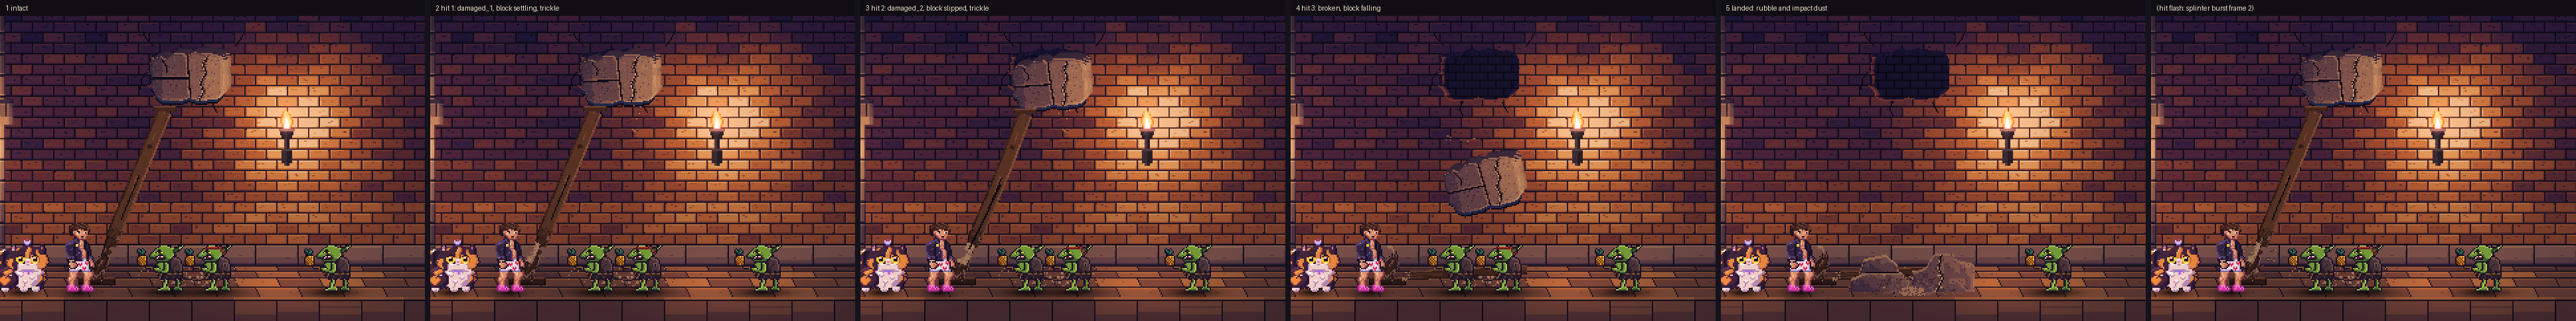 1 intact
2 hit 1: damaged_1, block settling, trickle
3 hit 2: damaged_2, block slipped, trickle
4 hit 3: broken, block falling
5 landed: rubble and impact dust
(hit flash: splinter burst frame 2)